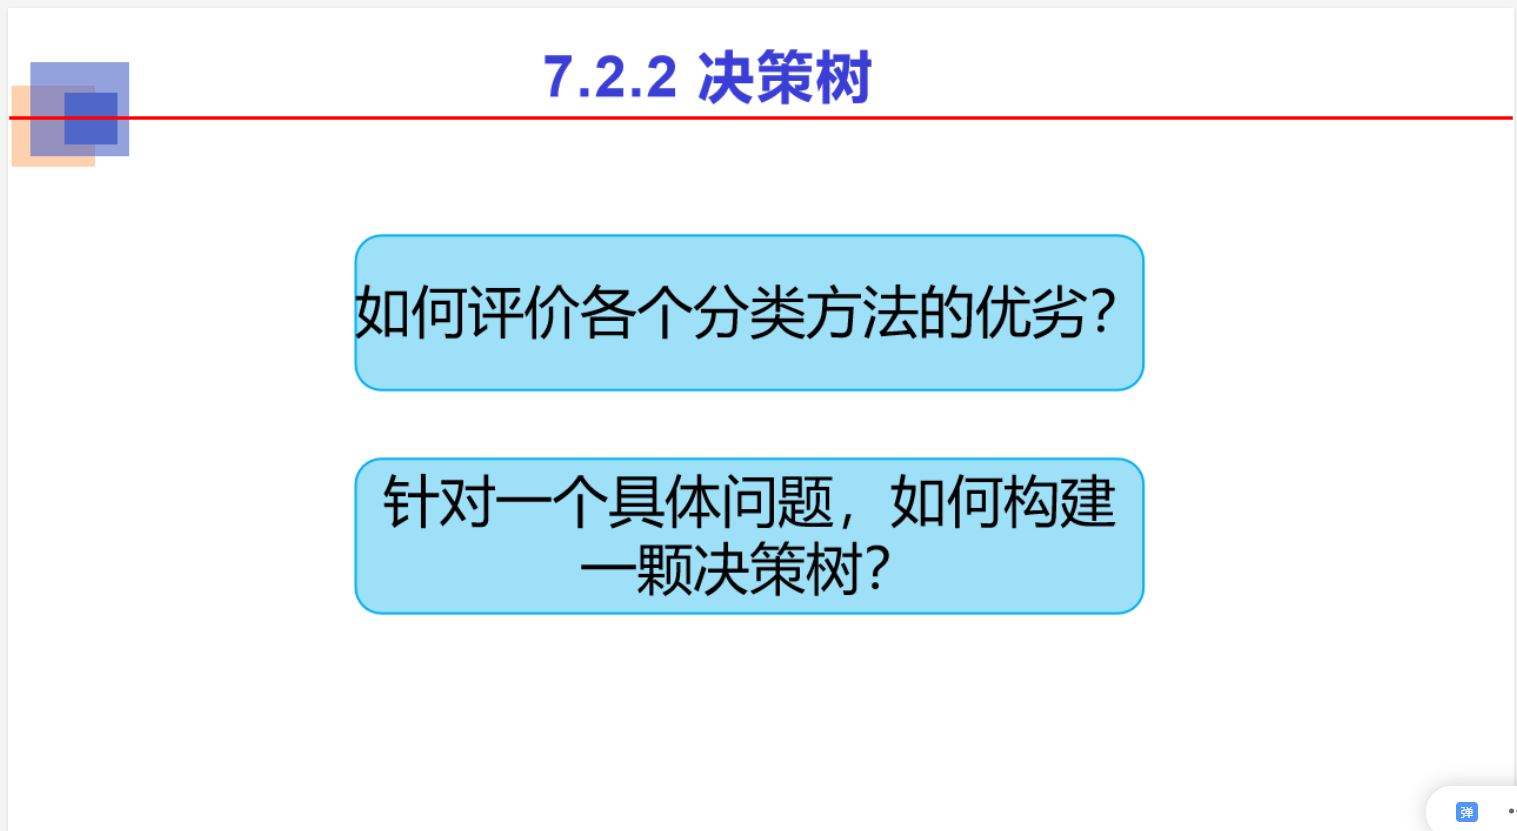 7.2.2 决策树
如何评价各个分类方法的优劣？
针对一个具体问题，如何构建
一颗决策树？
弹